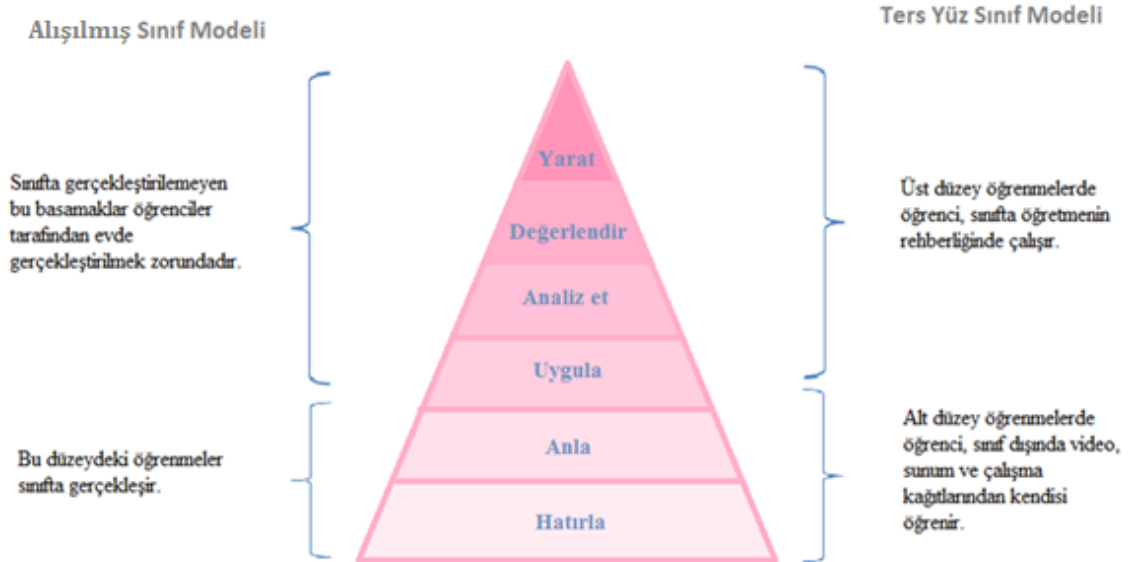 Alışılmış Sınıf Modeli
Ters Yüz Sınıf Modeli
Sınıfta gerçekleştirilemeyen
bu basamaklar öğrenciler
tarafından evde
gerçekleştirilmek zorundadır.
Bu düzeydeki öğrenmeler
sınıfta gerçekleşir.
Yarat
Değerlendir
Analiz et
Uygula
Anla
Hatırla
Üst düzey öğrenmelerde
öğrenci, sınıfta öğretmenin
rehberliğinde çalışır.
Alt düzey öğrenmelerde
öğrenci, sınıf dışında video,
sunum ve çalışma
kağıtlarından kendisi
öğrenir.